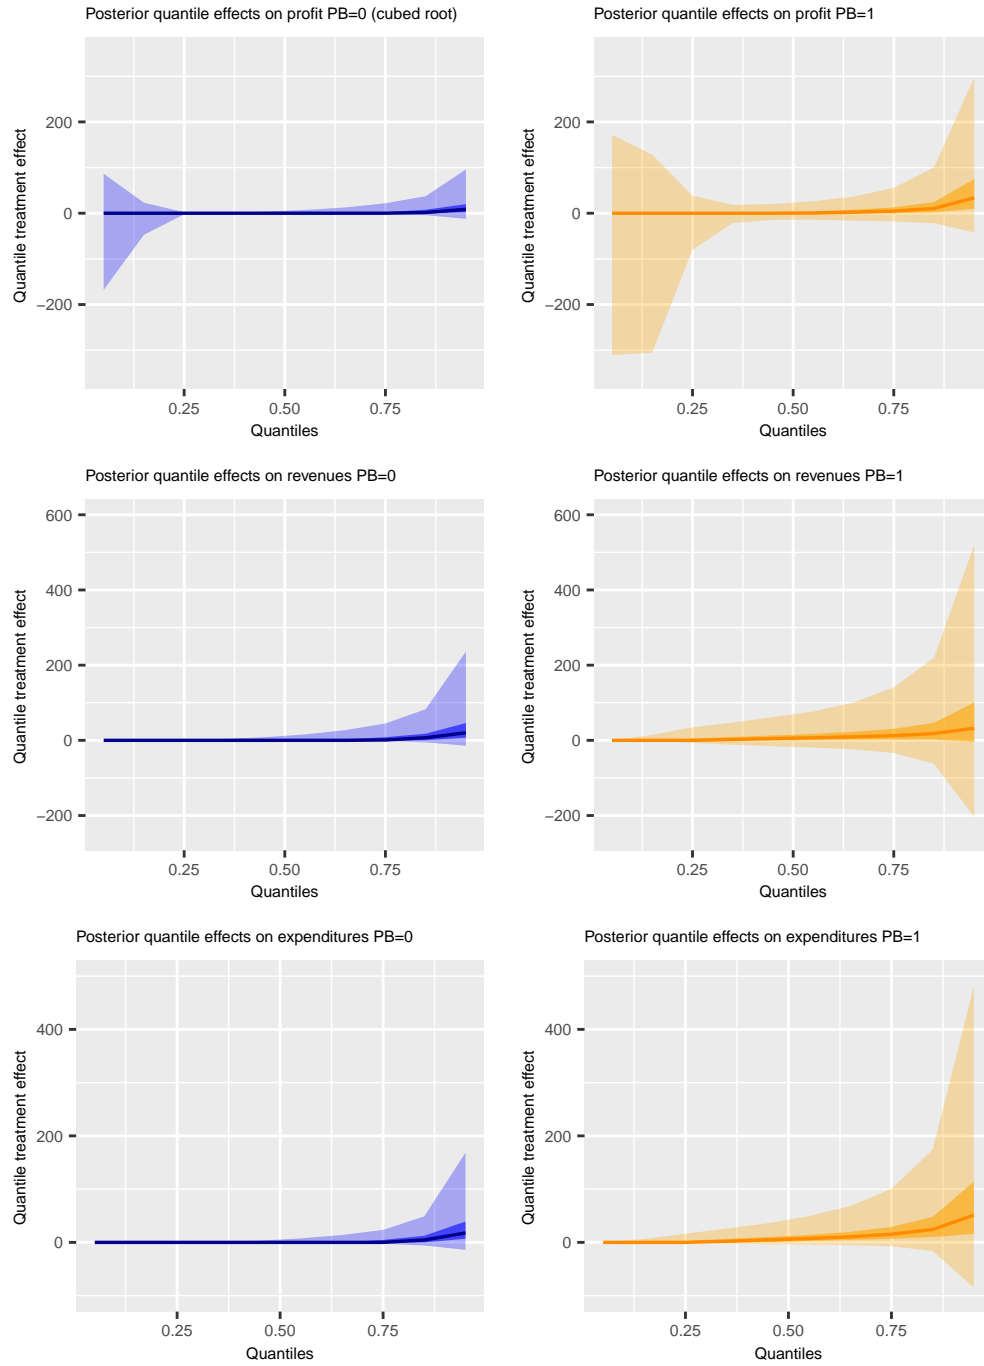 Posterior quantile effects on profit PB=0 (cubed root)
Quantile treatment effect
200
0
−200
0.25 0.50 0.75
Quantiles
Posterior quantile effects on profit PB=1
Quantile treatment effect
200
0
−200
0.25 0.50 0.75
Quantiles
Posterior quantile effects on revenues PB=0
Quantile treatment effect
600
400
200
0
−200
0.25 0.50 0.75
Quantiles
Posterior quantile effects on revenues PB=1
Quantile treatment effect
600
400
200
0
−200
0.25 0.50 0.75
Quantiles
Posterior quantile effects on expenditures PB=0
Quantile treatment effect
400
200
0
0.25 0.50 0.75
Quantiles
Posterior quantile effects on expenditures PB=1
Quantile treatment effect
400
200
0
0.25 0.50 0.75
Quantiles